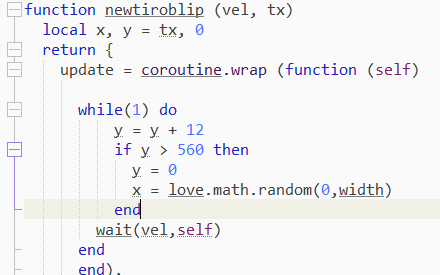 function newtiroblip (vel, tx)
local x, y = tx, 0
return {
update = coroutine.wrap (function (self)
while(1) do
y = y + 12
if y > 560 then
y = 0
x = love.math.random(0,width)
end
wait(vel,self)
end
end),